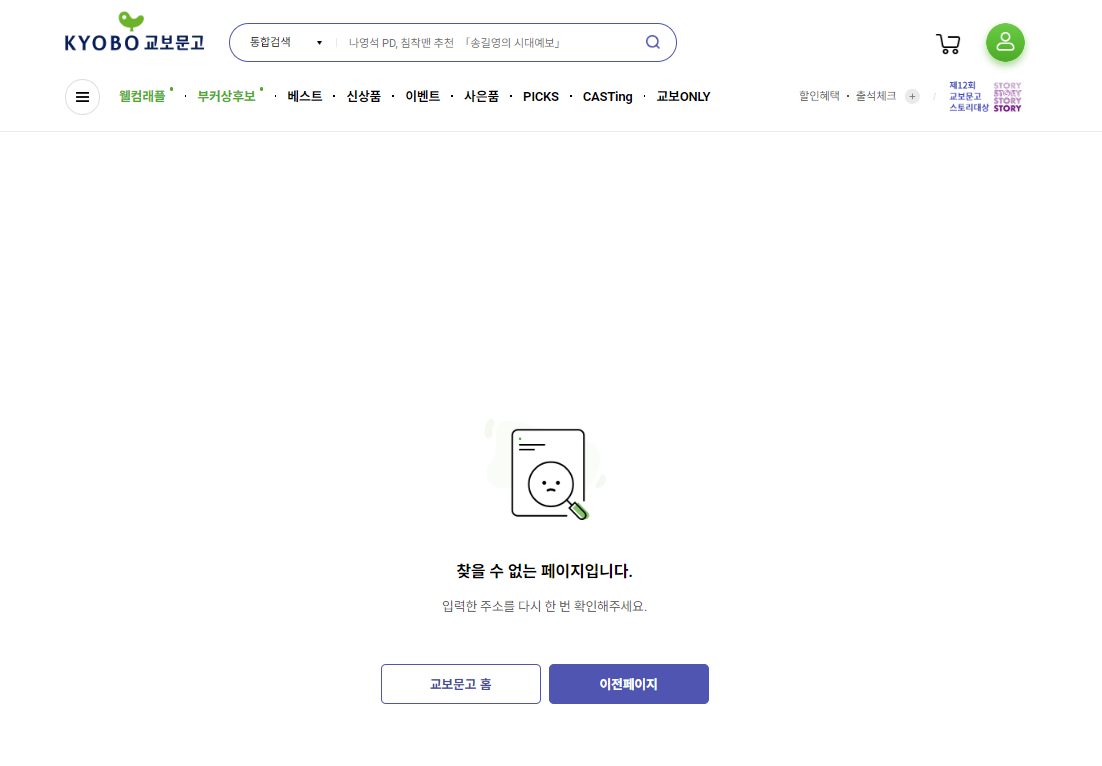 KYOBO 교보문고
통합검색
나영석 PD, 침착맨 추천 「송길영의 시대예보」
웰컴래플 · 부커상후보 · 베스트 · 신상품 · 이벤트 · 사은품 · PICKS · CASTing · 교보ONLY
할인혜택 · 출석체크 + /
제12회
교보문고
스토리대상
STORY
STORY
STORY
STORY
찾을 수 없는 페이지입니다.
입력한 주소를 다시 한 번 확인해주세요.
교보문고 홈
이전페이지